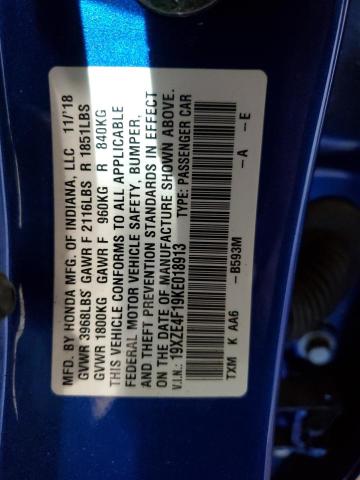 MFD. BY HONDA MFG. OF INDIANA, LLC 11/'18
GVWR 3968LBS GAWR F 2116LBS R 1851LBS
GVWR 1800KG GAWR F 960KG R 840KG
THIS VEHICLE CONFORMS TO ALL APPLICABLE
FEDERAL MOTOR VEHICLE SAFETY, BUMPER,
AND THEFT PREVENTION STANDARDS IN EFFECT
ON THE DATE OF MANUFACTURE SHOWN ABOVE.
V.I.N.: 19XZE4F19KE018913 TYPE: PASSENGER CAR
TXM K AA6 -B593M -A -E